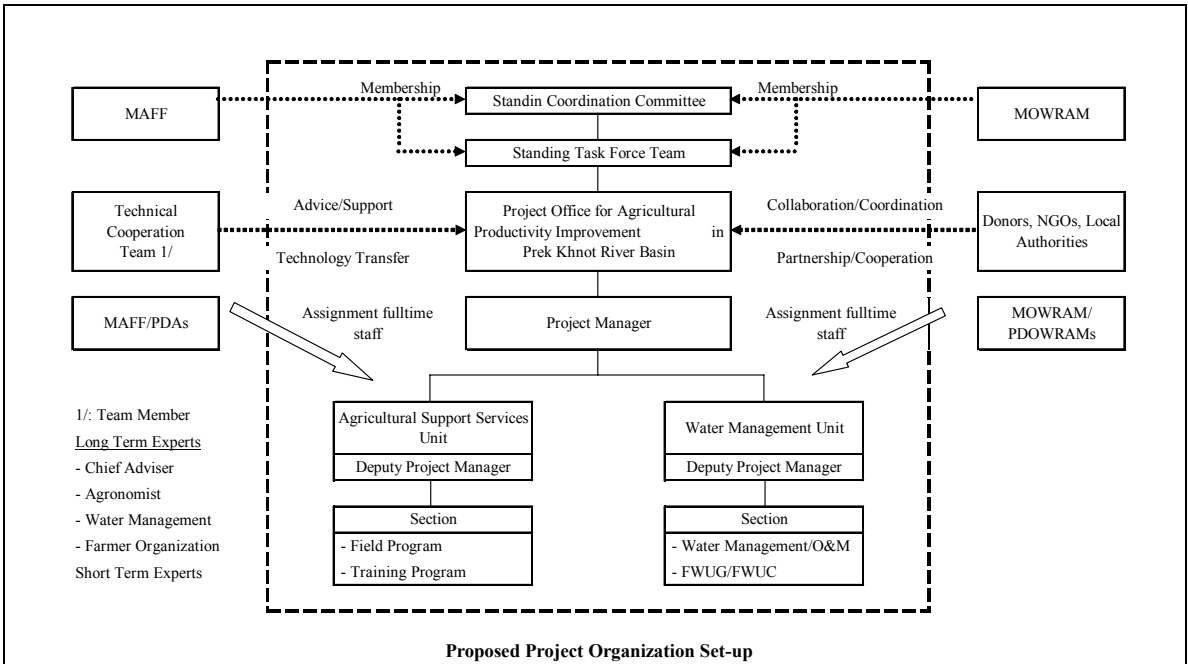 Membership
Membership
MAFF
Standin Coordination Committee
MOWRAM
Standing Task Force Team
Technical
Cooperation
Team 1/
Advice/Support
Technology Transfer
Project Office for Agricultural
Productivity Improvement in
Prek Khnot River Basin
Collaboration/Coordination
Partnership/Cooperation
Donors, NGOs, Local
Authorities
MAFF/PDAs
Assignment fulltime
staff
Project Manager
Assignment fulltime
staff
MOWRAM/
PDOWRAMs
1/: Team Member
Long Term Experts
- Chief Adviser
- Agronomist
- Water Management
- Farmer Organization
Short Term Experts
Agricultural Support Services
Unit
Deputy Project Manager
Section
- Field Program
- Training Program
Water Management Unit
Deputy Project Manager
Section
- Water Management/O&M
- FWUG/FWUC
Proposed Project Organization Set-up